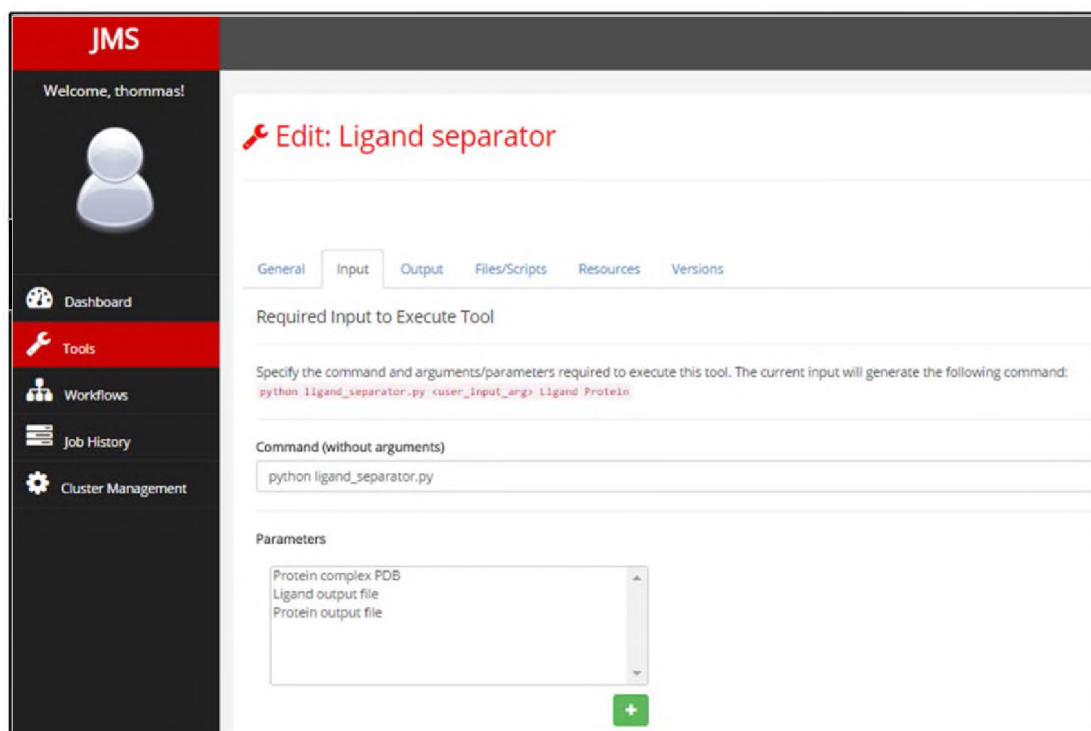 JMS
Welcome, thommas!
Dashboard
Tools
Workflows
Job History
Cluster Management
Edit: Ligand separator
General Input Output Files/Scripts Resources Versions
Required Input to Execute Tool
Specify the command and arguments/parameters required to execute this tool. The current input will generate the following command:
python ligand_separator.py <user_input_arg> Ligand Protein
Command (without arguments)
python ligand_separator.py
Parameters
Protein complex PDB
Ligand output file
Protein output file